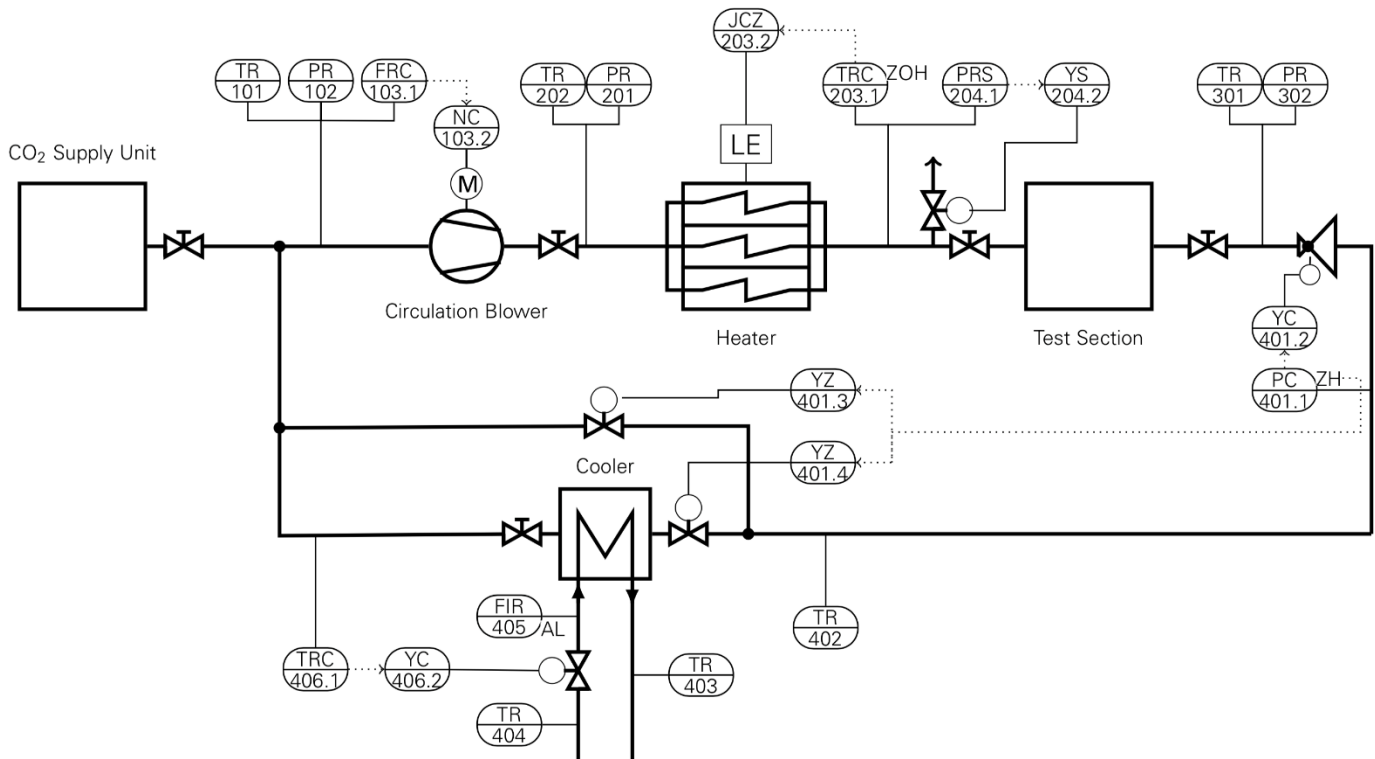 JCZ
203.2
TR
101
PR
102
FRC
103.1
TR
202
PR
201
TRC
203.1
ZOH
PRS
204.1
YS
204.2
TR
301
PR
302
NC
103.2
LE
CO₂ Supply Unit
M
Circulation Blower
Heater
Test Section
YC
401.2
PC
401.1
ZH
YZ
401.3
YZ
401.4
Cooler
FIR
405
AL
TR
402
TRC
406.1
YC
406.2
TR
403
TR
404